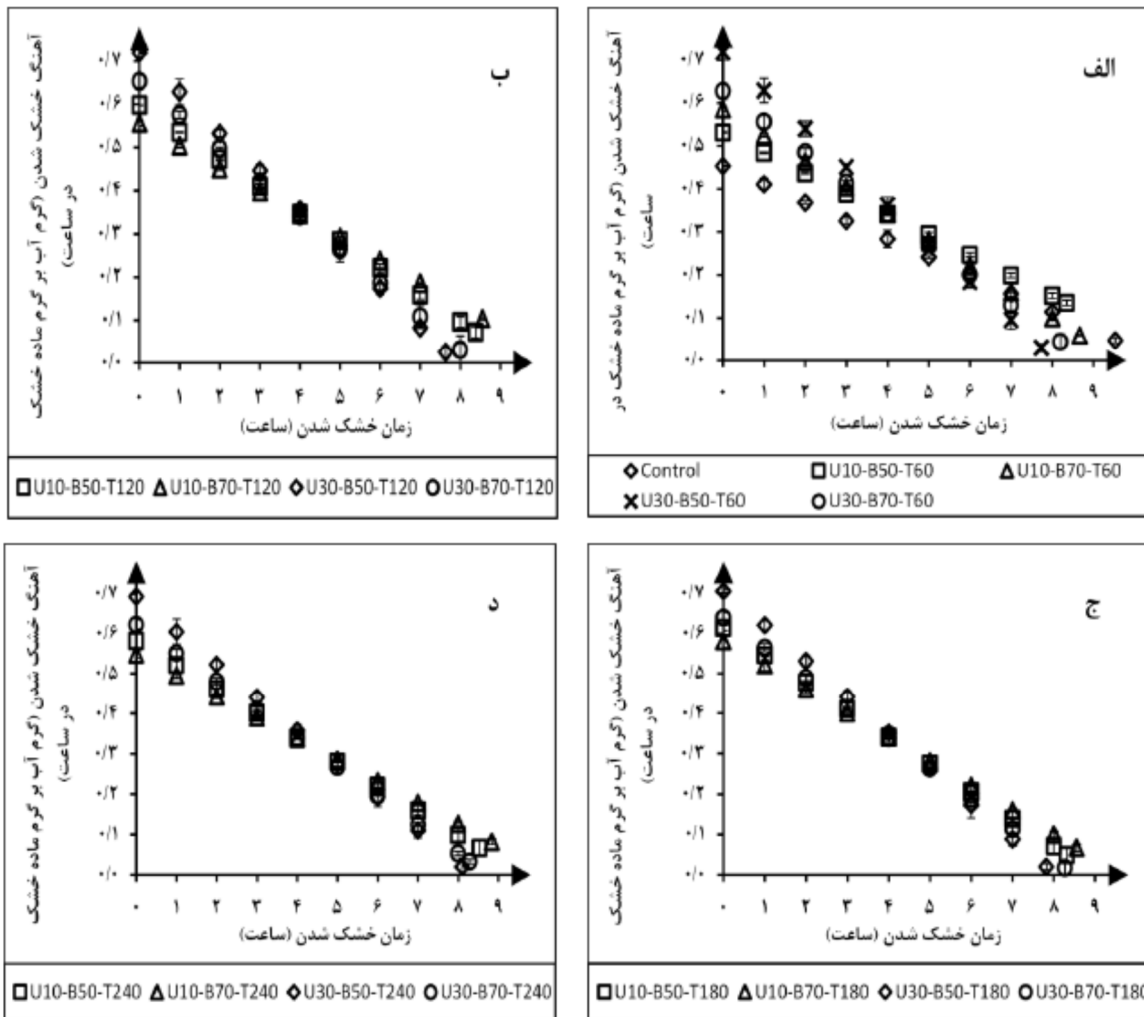 الف
آهنگ خشک شدن (گرم آب بر گرم ماده خشک در
ساعت)
۰/۷
۰/۶
۰/۵
۰/۴
۰/۳
۰/۲
۰/۱
۰/۰
۰ ۱ ۲ ۳ ۴ ۵ ۶ ۷ ۸ ۹
زمان خشک شدن (ساعت)
Control U10-B50-T60 U10-B70-T60
U30-B50-T60 U30-B70-T60
ب
آهنگ خشک شدن (گرم آب بر گرم ماده خشک
در ساعت)
۰/۷
۰/۶
۰/۵
۰/۴
۰/۳
۰/۲
۰/۱
۰/۰
۰ ۱ ۲ ۳ ۴ ۵ ۶ ۷ ۸ ۹
زمان خشک شدن (ساعت)
U10-B50-T120 U10-B70-T120 U30-B50-T120 U30-B70-T120
ج
آهنگ خشک شدن (گرم آب بر گرم ماده خشک
در ساعت)
۰/۷
۰/۶
۰/۵
۰/۴
۰/۳
۰/۲
۰/۱
۰/۰
۰ ۱ ۲ ۳ ۴ ۵ ۶ ۷ ۸ ۹
زمان خشک شدن (ساعت)
U10-B50-T180 U10-B70-T180 U30-B50-T180 U30-B70-T180
د
آهنگ خشک شدن (گرم آب بر گرم ماده خشک
در ساعت)
۰/۷
۰/۶
۰/۵
۰/۴
۰/۳
۰/۲
۰/۱
۰/۰
۰ ۱ ۲ ۳ ۴ ۵ ۶ ۷ ۸ ۹
زمان خشک شدن (ساعت)
U10-B50-T240 U10-B70-T240 U30-B50-T240 U30-B70-T240